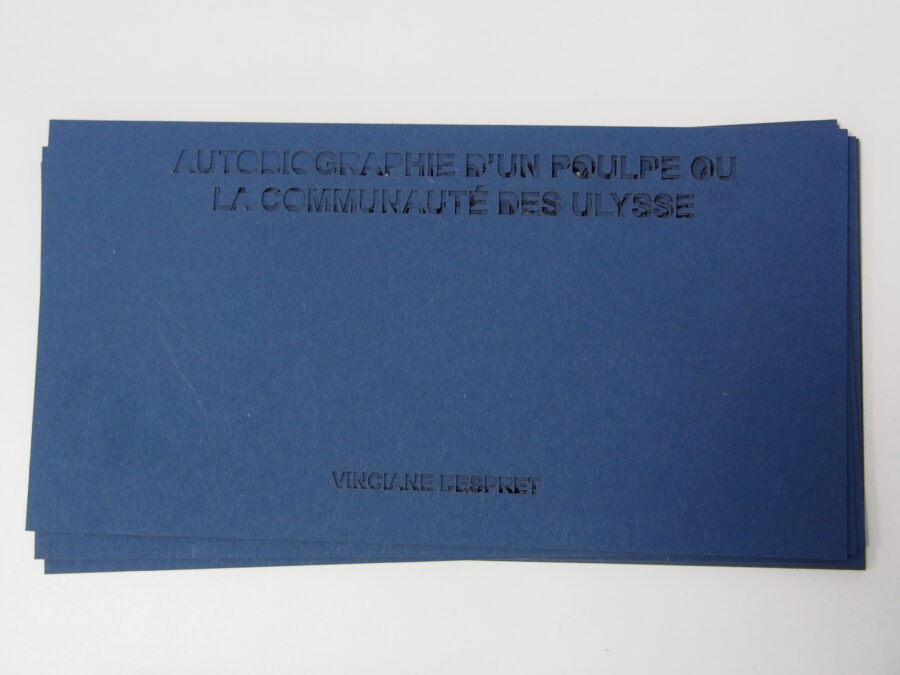 AUTOBIOGRAPHIE D'UN POULPE OU
LA COMMUNAUTÉ DES ULYSSE
VINCIANE DESPRET